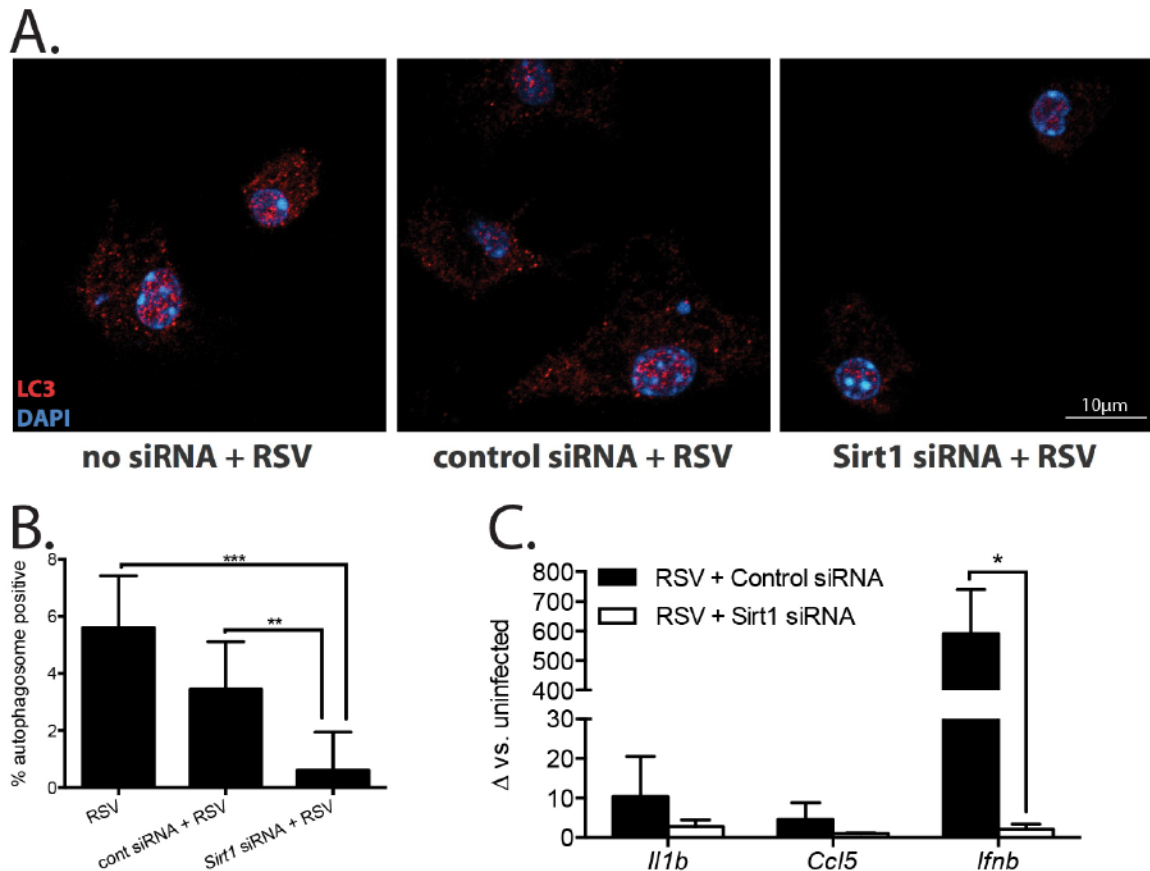 A.
LC3
DAPI
10μm
no siRNA + RSV
control siRNA + RSV
Sirt1 siRNA + RSV
B.
% autophagosome positive
8
6
4
2
0
***
**
RSV
cont siRNA + RSV
Sirt1 siRNA + RSV
C.
Δ vs. uninfected
800
700
600
500
400
30
20
10
0
RSV + Control siRNA
RSV + Sirt1 siRNA
*
Il1b
Ccl5
Ifnb